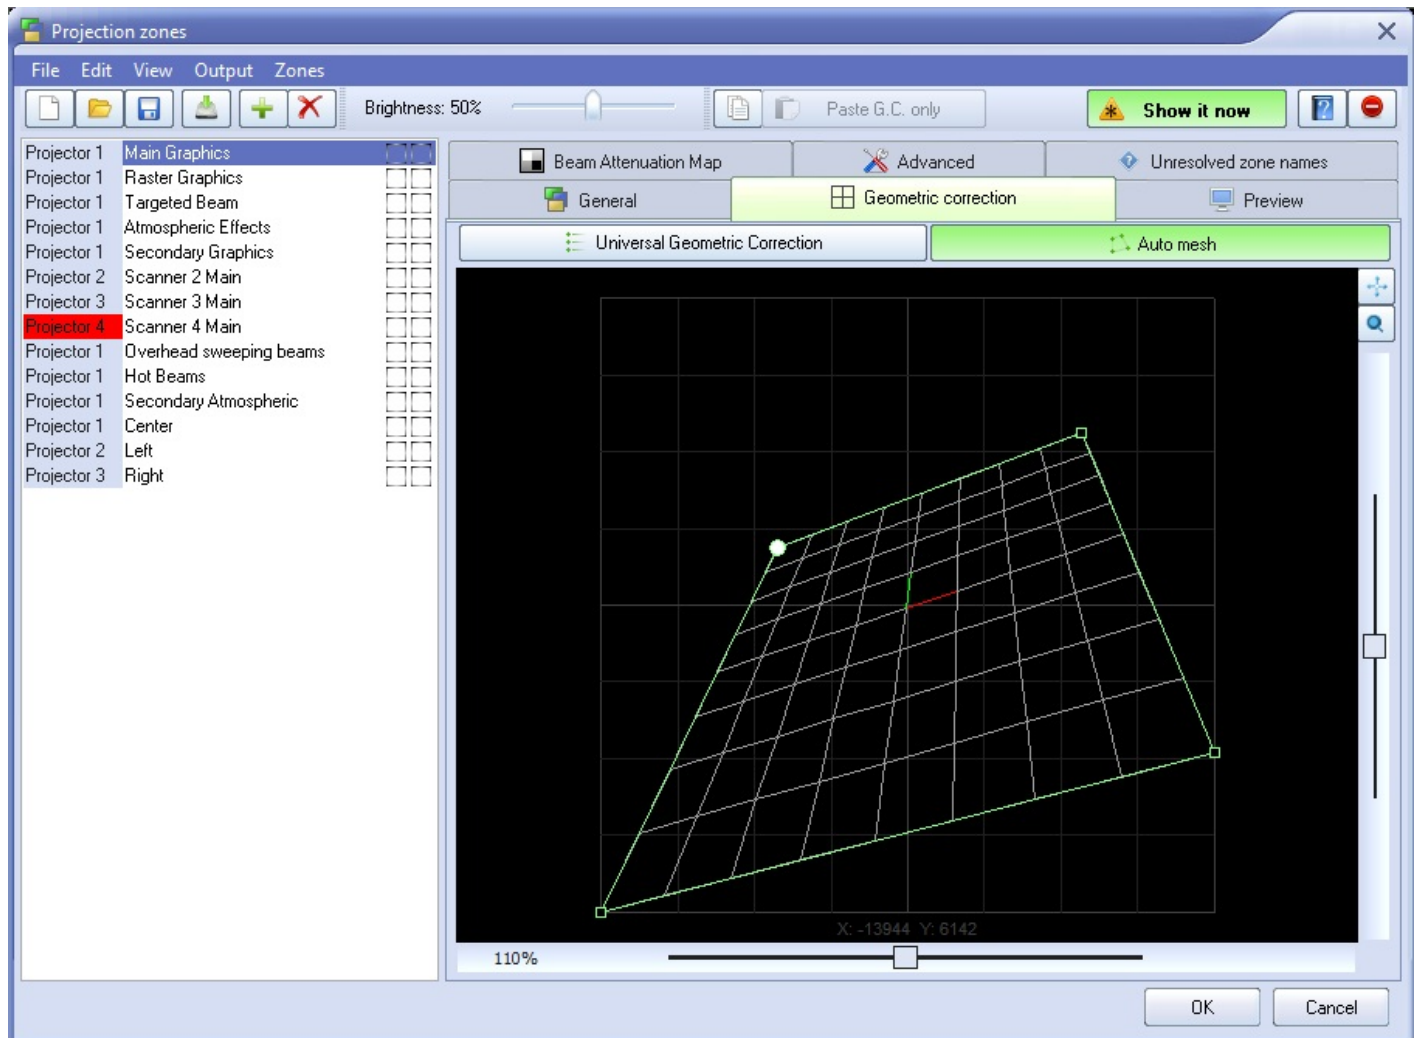 Projection zones
File Edit View Output Zones
Brightness: 50% Paste G.C. only Show it now
Projector 1 Main Graphics
Projector 1 Raster Graphics
Projector 1 Targeted Beam
Projector 1 Atmospheric Effects
Projector 1 Secondary Graphics
Projector 2 Scanner 2 Main
Projector 3 Scanner 3 Main
Projector 4 Scanner 4 Main
Projector 1 Overhead sweeping beams
Projector 1 Hot Beams
Projector 1 Secondary Atmospheric
Projector 1 Center
Projector 2 Left
Projector 3 Right
Beam Attenuation Map Advanced Unresolved zone names
General Geometric correction Preview
Universal Geometric Correction Auto mesh
X: -13944 Y: 6142
110%
OK Cancel